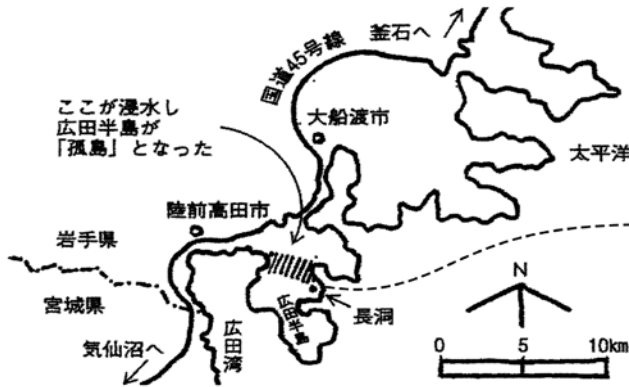 釜石へ
国道45号線
ここが浸水し
広田半島が
「孤島」となった
大船渡市
太平洋
陸前高田市
岩手県
宮城県
長洞
広田半島
広田湾
気仙沼へ
N
0 5 10km